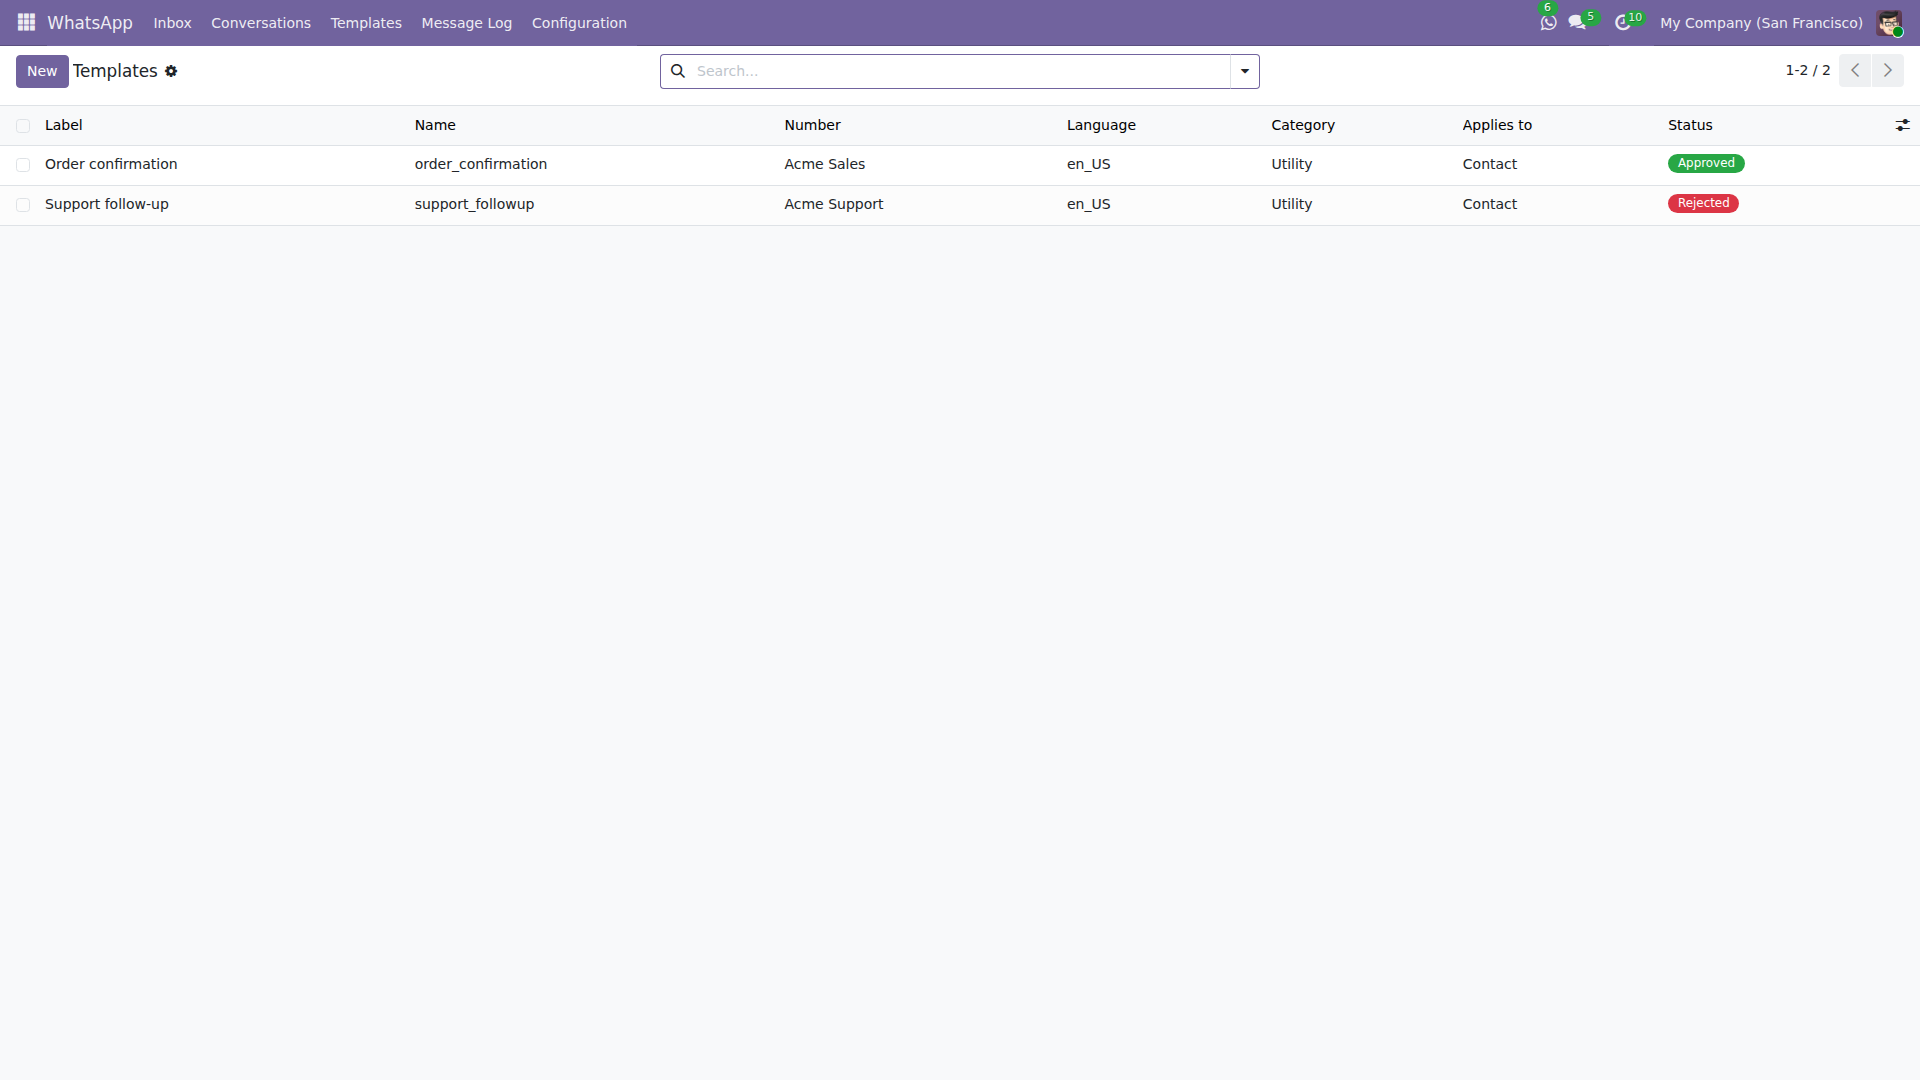 WhatsApp Inbox Conversations Templates Message Log Configuration 6 5 10 My Company (San Francisco)
New Templates Search... 1-2 / 2
Label Name Number Language Category Applies to Status
Order confirmation order_confirmation Acme Sales en_US Utility Contact Approved
Support follow-up support_followup Acme Support en_US Utility Contact Rejected